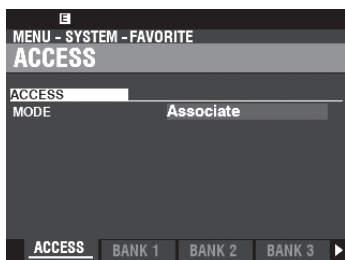 E
MENU - SYSTEM - FAVORITE
ACCESS
ACCESS
MODE Associate
ACCESS BANK 1 BANK 2 BANK 3